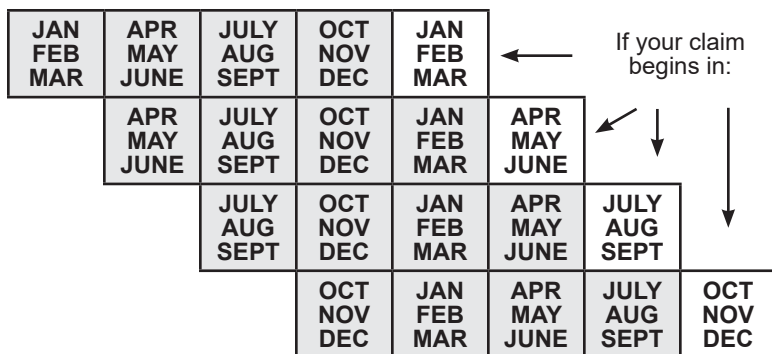 JAN APR JULY OCT JAN
FEB MAY AUG NOV FEB
MAR JUNE SEPT DEC MAR
If your claim
begins in:
APR JULY OCT JAN APR
MAY AUG NOV FEB MAY
JUNE SEPT DEC MAR JUNE
JULY OCT JAN APR JULY
AUG NOV FEB MAY AUG
SEPT DEC MAR JUNE SEPT
OCT JAN APR JULY OCT
NOV FEB MAY AUG NOV
DEC MAR JUNE SEPT DEC